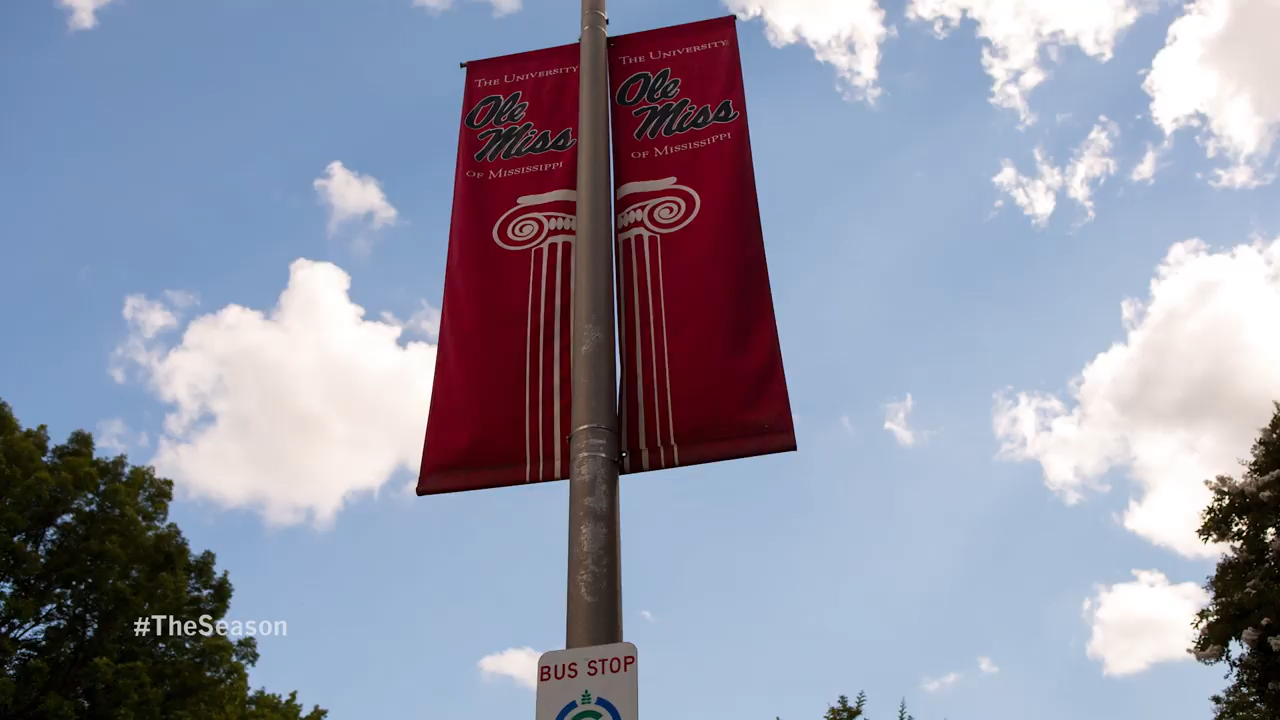 THE UNIVERSITY
Ole
Miss
OF MISSISSIPPI
THE UNIVERSITY
Ole
Miss
OF MISSISSIPPI
#TheSeason
BUS STOP